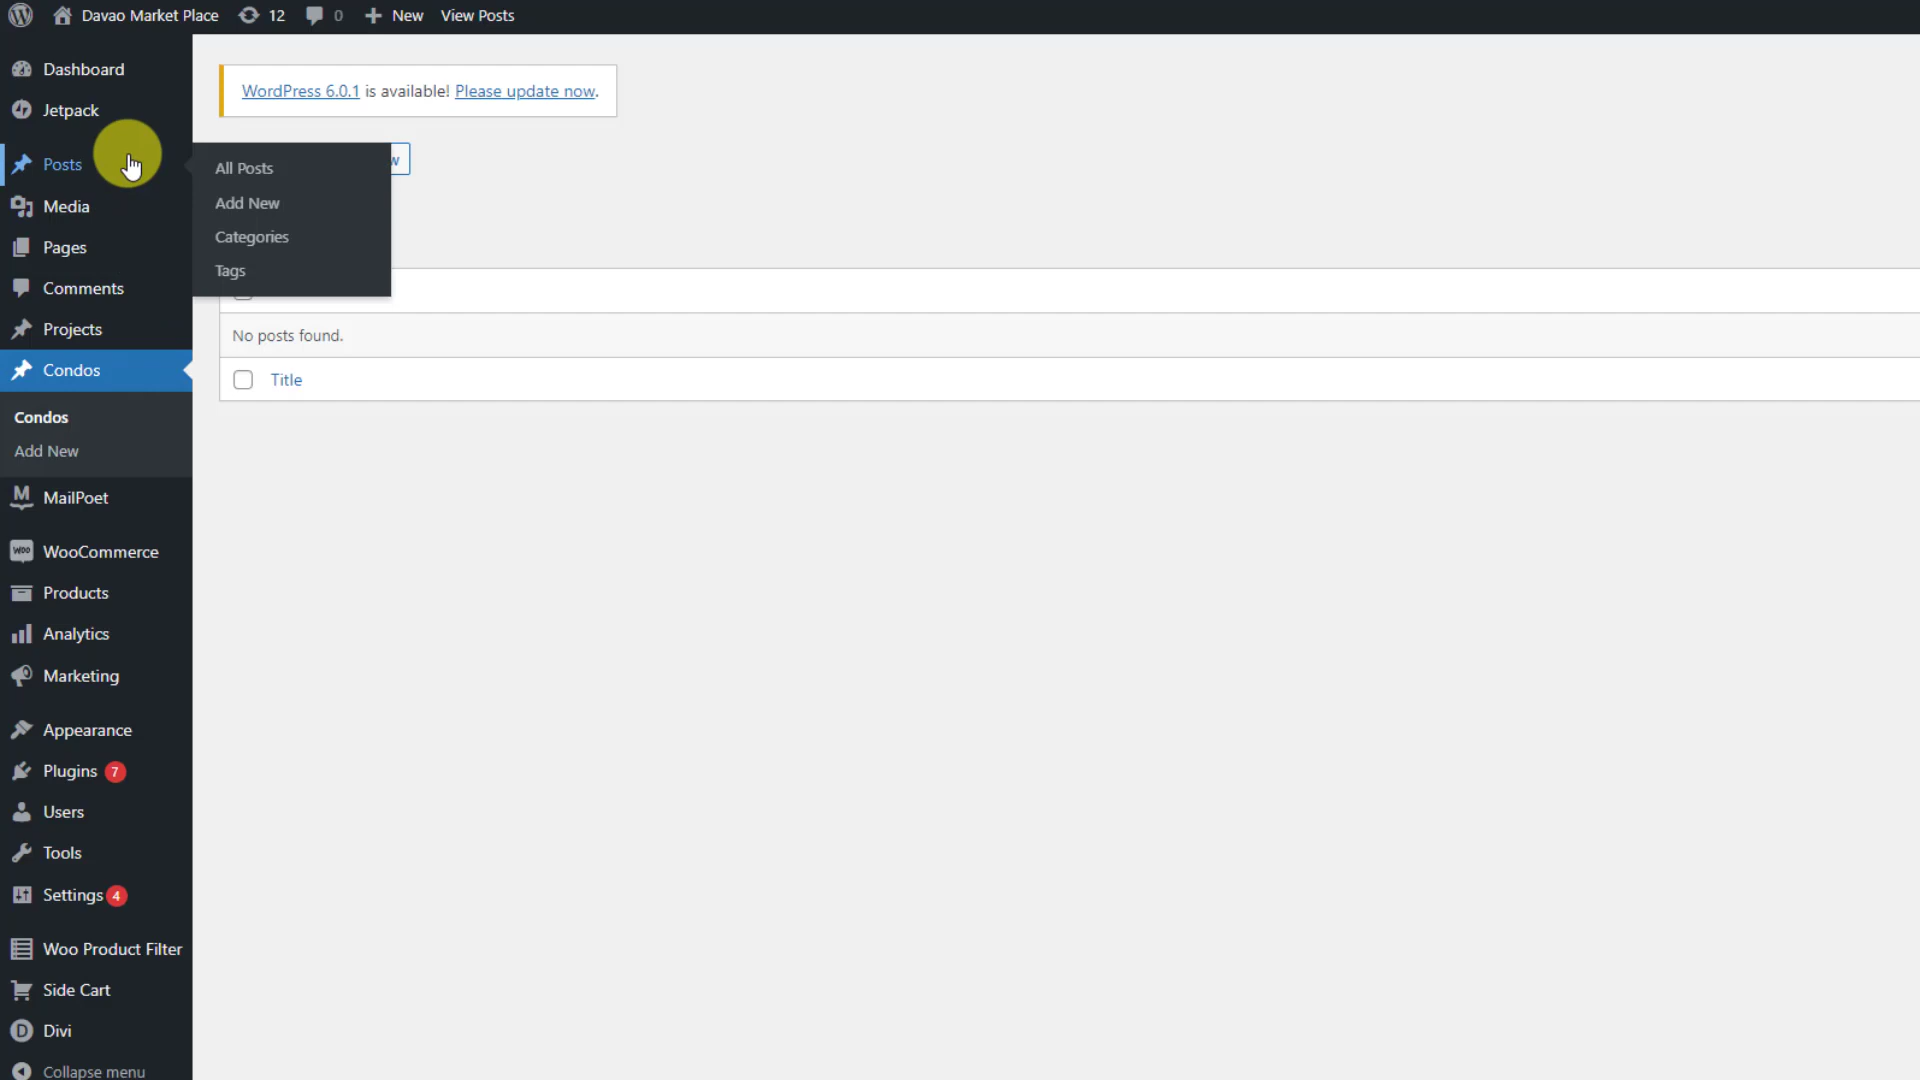 Davao Market Place 12 0 New View Posts
Dashboard
WordPress 6.0.1 is available! Please update now.
Jetpack
Posts
All Posts
Add New
Categories
Tags
Media
Pages
Comments
Projects
No posts found.
Condos
Title
Condos
Add New
MailPoet
WooCommerce
Products
Analytics
Marketing
Appearance
Plugins 7
Users
Tools
Settings 4
Woo Product Filter
Side Cart
Divi
Collapse menu